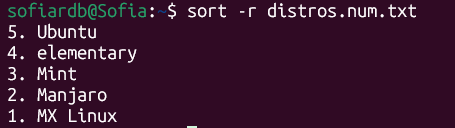 sofiardb@Sofia:~$ sort -r distros.num.txt
5. Ubuntu
4. elementary
3. Mint
2. Manjaro
1. MX Linux